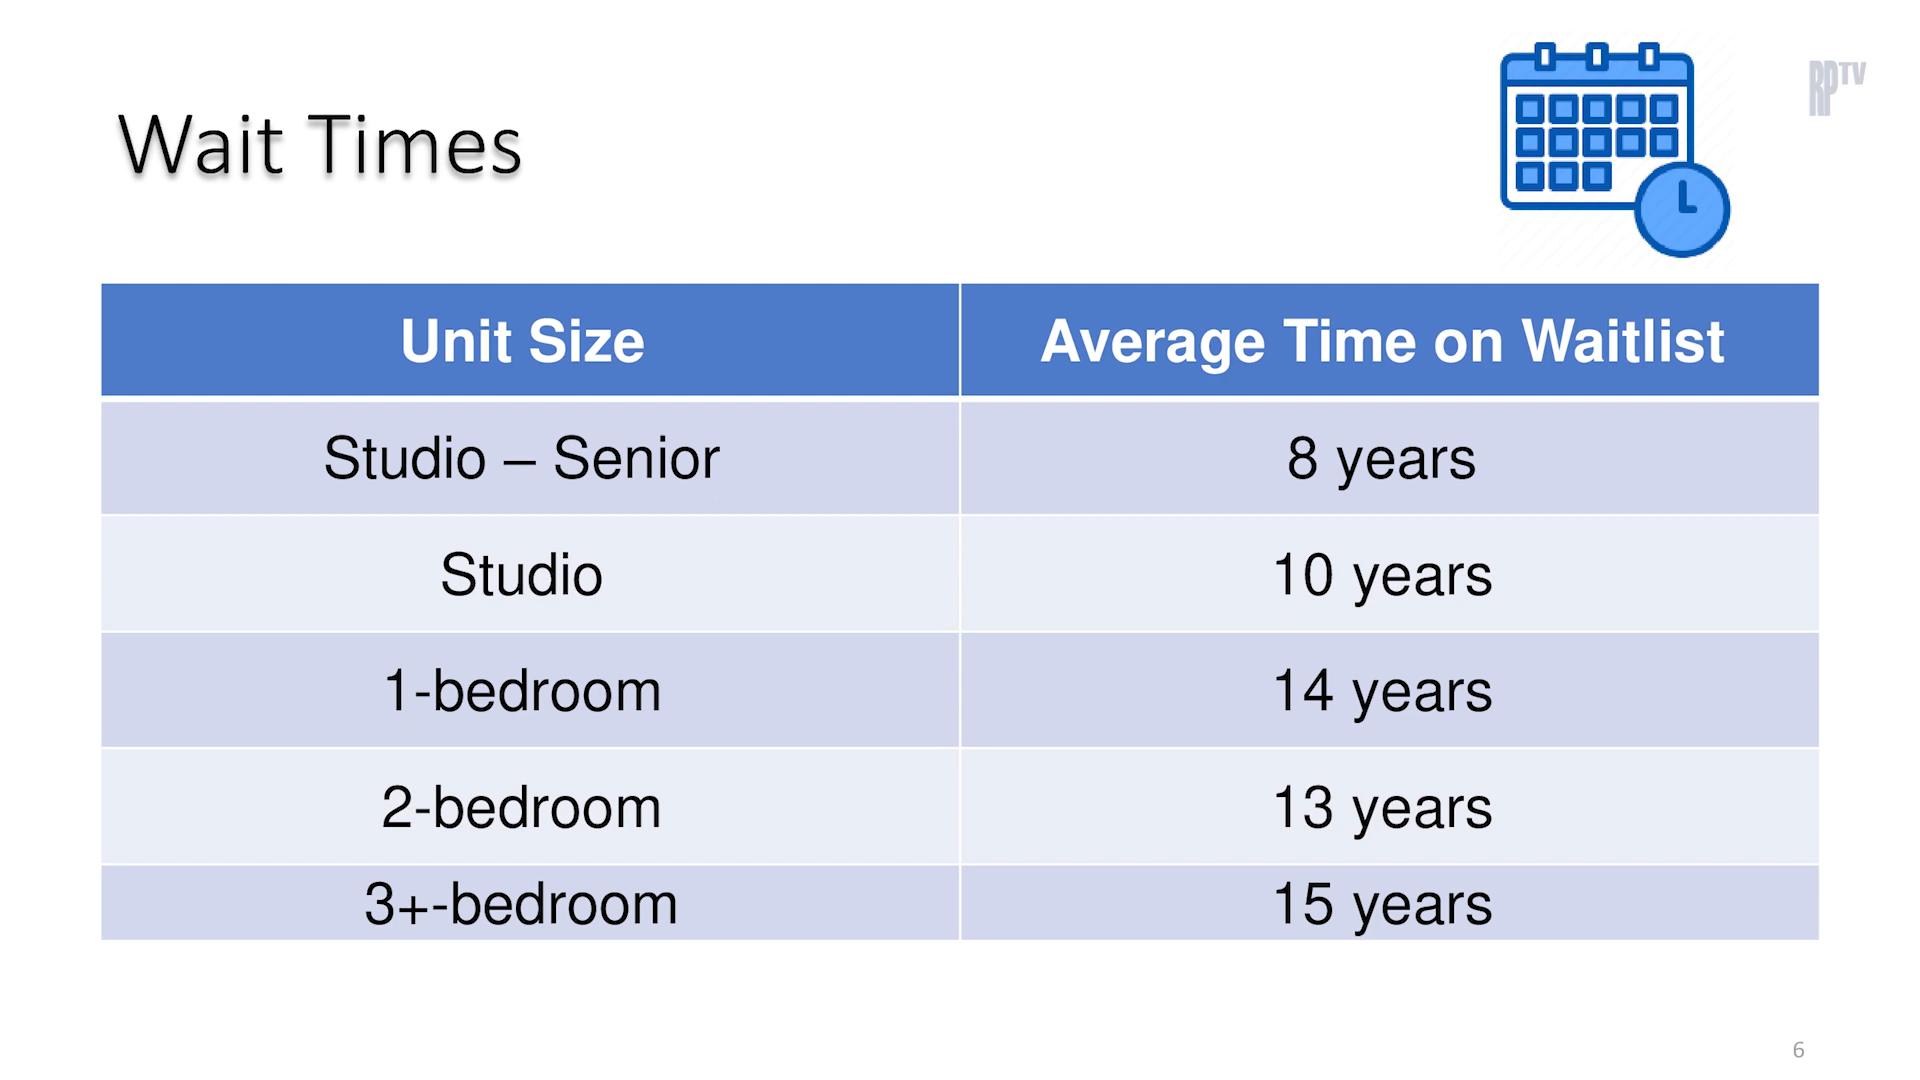 RPTV
Wait Times
Unit Size Average Time on Waitlist
Studio – Senior 8 years
Studio 10 years
1-bedroom 14 years
2-bedroom 13 years
3+-bedroom 15 years
6